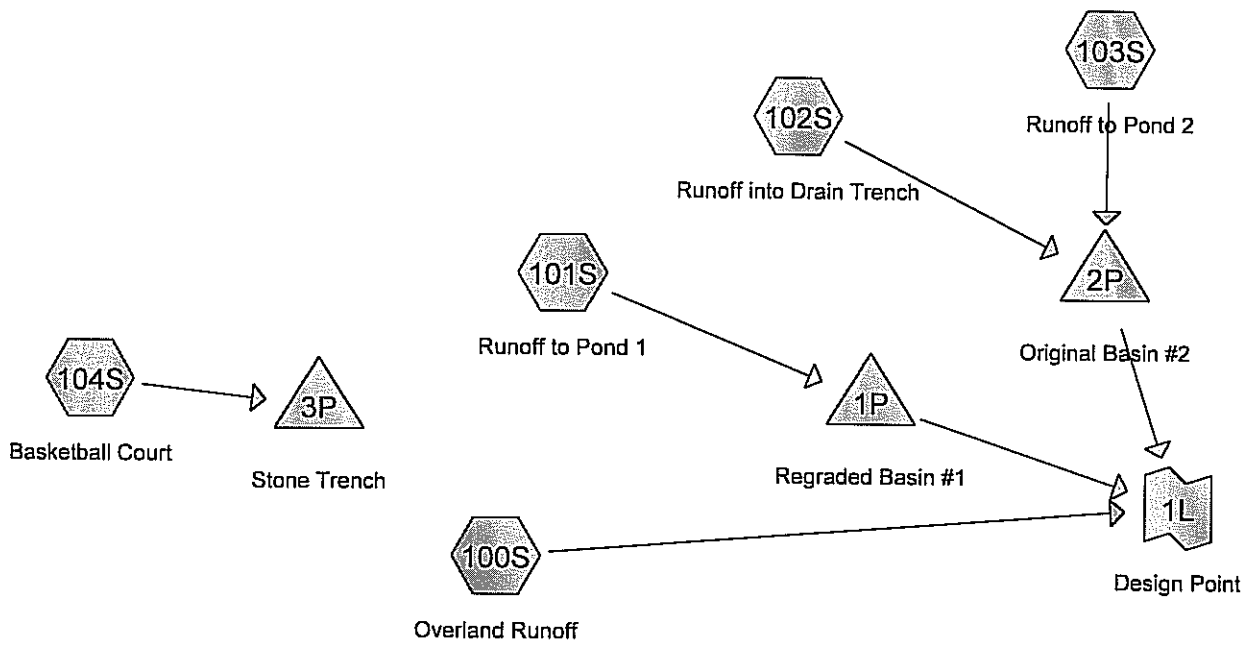 103S
Runoff to Pond 2
102S
Runoff into Drain Trench
101S
Runoff to Pond 1
2P
Original Basin #2
104S
Basketball Court
3P
Stone Trench
1P
Regraded Basin #1
1L
Design Point
100S
Overland Runoff